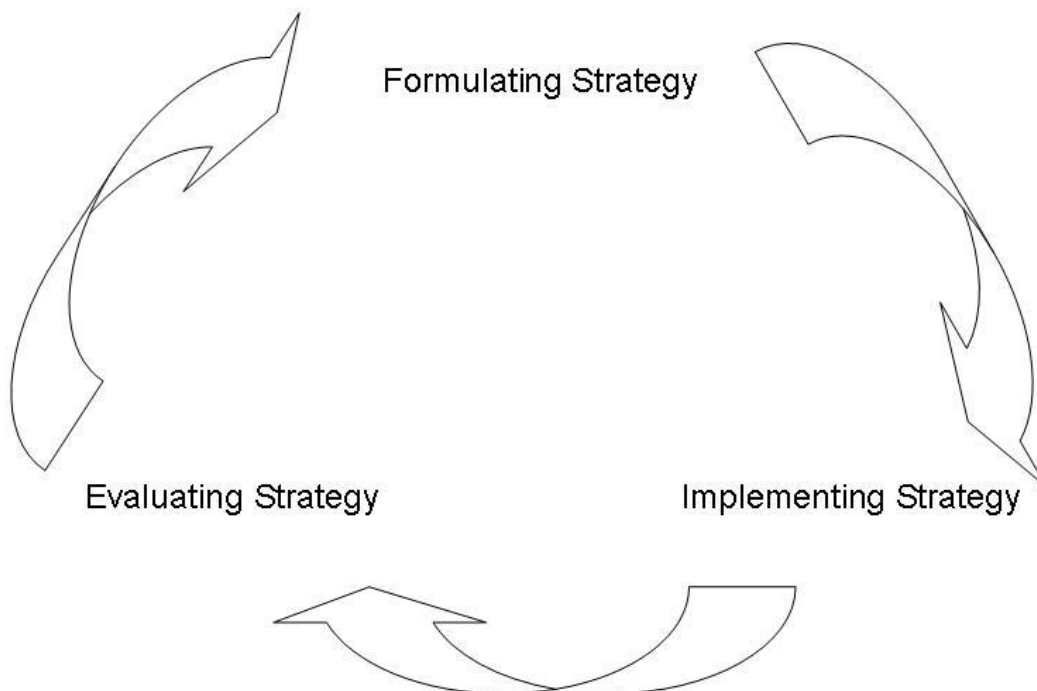 Formulating Strategy
Evaluating Strategy
Implementing Strategy